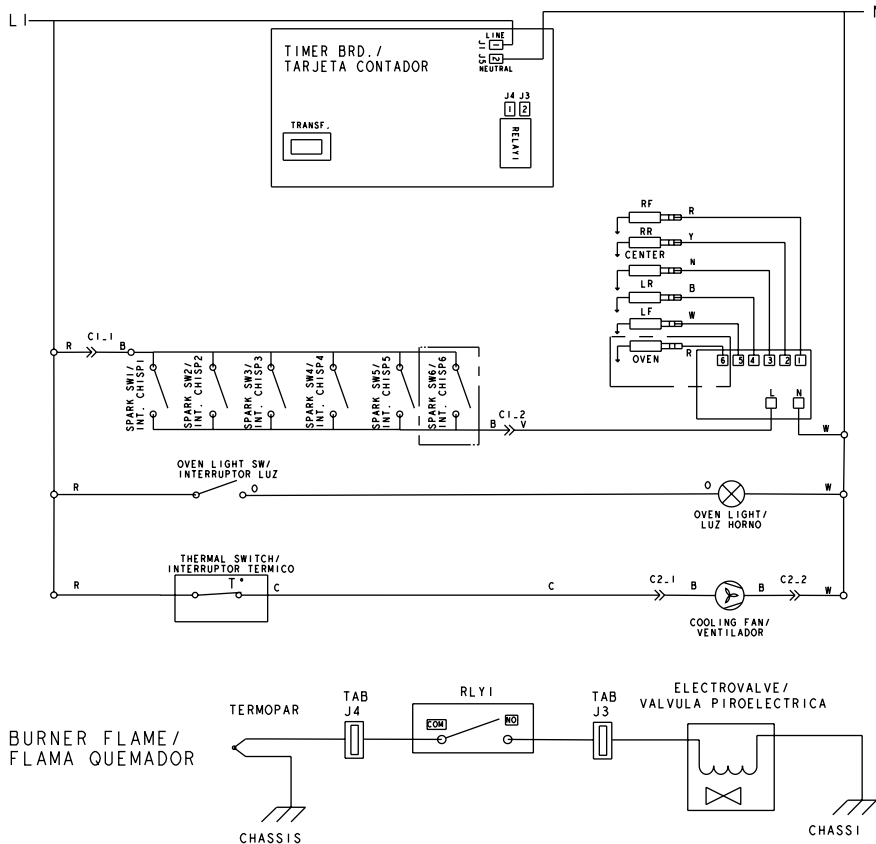 L1
N
TIMER BRD./
TARJETA CONTADOR
LINE
J1
1
J5
2
NEUTRAL
J4 J3
1 2
RELAY1
TRANSF.
RF
R
RR
Y
CENTER
N
LR
B
LF
W
OVEN
R
6 5 4 3 2 1
L N
R
C1_1
B
SPARK SW1/
INT. CHISP1
SPARK SW2/
INT. CHISP2
SPARK SW3/
INT. CHISP3
SPARK SW4/
INT. CHISP4
SPARK SW5/
INT. CHISP5
SPARK SW6/
INT. CHISP6
B
C1_2
V
W
OVEN LIGHT SW/
INTERRUPTOR LUZ
R
O
O
W
OVEN LIGHT/
LUZ HORNO
THERMAL SWITCH/
INTERRUPTOR TERMICO
R
T°
C
C
C2_1
B
B
C2_2
W
COOLING FAN/
VENTILADOR
BURNER FLAME/
FLAMA QUEMADOR
TERMOPAR
CHASSIS
TAB
J4
RLY1
COM
NO
TAB
J3
ELECTROVALVE/
VALVULA PIROELECTRICA
CHASSI